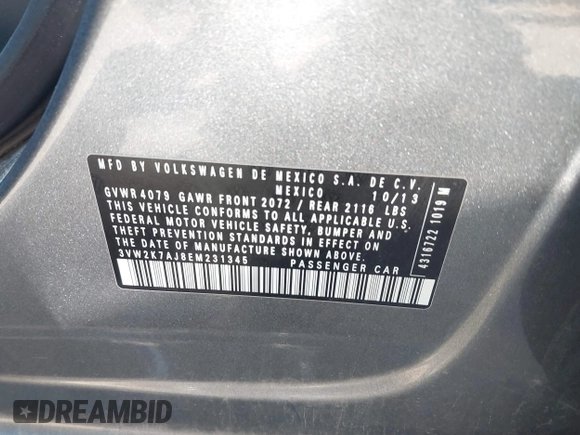 MFD BY VOLKSWAGEN DE MEXICO S.A. DE C.V.
MEXICO 10/13
GVWR 4079 GAWR FRONT 2072 / REAR 2116 LBS
THIS VEHICLE CONFORMS TO ALL APPLICABLE U.S.
FEDERAL MOTOR VEHICLE SAFETY, BUMPER AND
THEFT PREVENTION STANDARDS IN EFFECT ON
THE DATE OF MANUFACTURE SHOWN ABOVE.
3VW2K7AJ8EM231345 PASSENGER CAR
4316722 1019 M
DREAMBID